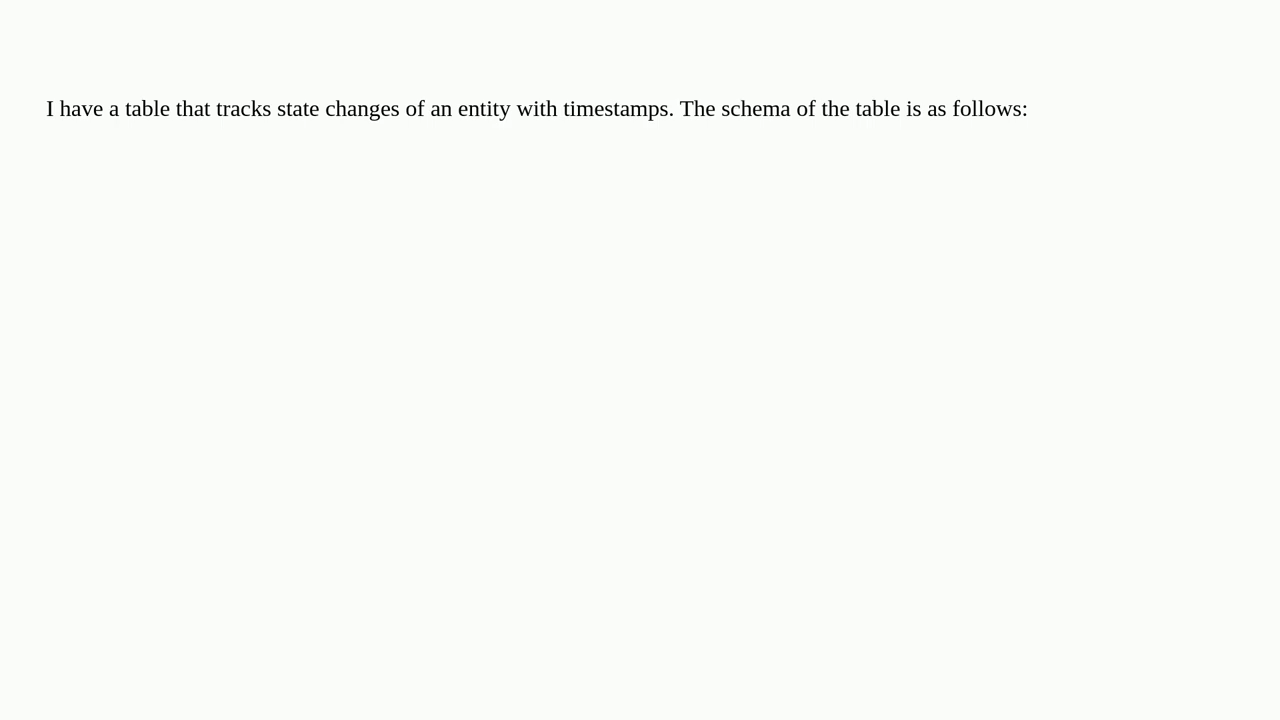 I have a table that tracks state changes of an entity with timestamps. The schema of the table is as follows: